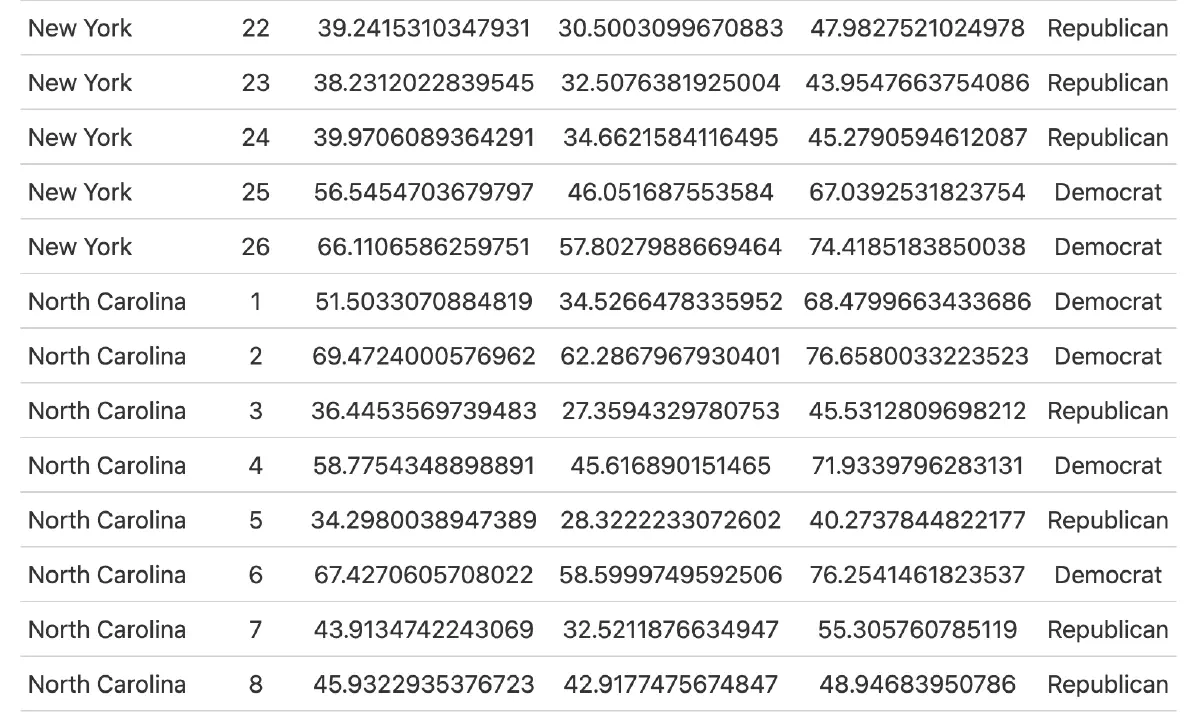 New York 22 39.2415310347931 30.5003099670883 47.9827521024978 Republican
New York 23 38.2312022839545 32.5076381925004 43.9547663754086 Republican
New York 24 39.9706089364291 34.6621584116495 45.2790594612087 Republican
New York 25 56.5454703679797 46.051687553584 67.0392531823754 Democrat
New York 26 66.1106586259751 57.8027988669464 74.4185183850038 Democrat
North Carolina 1 51.5033070884819 34.5266478335952 68.4799663433686 Democrat
North Carolina 2 69.4724000576962 62.2867967930401 76.6580033223523 Democrat
North Carolina 3 36.4453569739483 27.3594329780753 45.5312809698212 Republican
North Carolina 4 58.7754348898891 45.616890151465 71.9339796283131 Democrat
North Carolina 5 34.2980038947389 28.3222233072602 40.2737844822177 Republican
North Carolina 6 67.4270605708022 58.5999749592506 76.2541461823537 Democrat
North Carolina 7 43.9134742243069 32.5211876634947 55.305760785119 Republican
North Carolina 8 45.9322935376723 42.9177475674847 48.94683950786 Republican